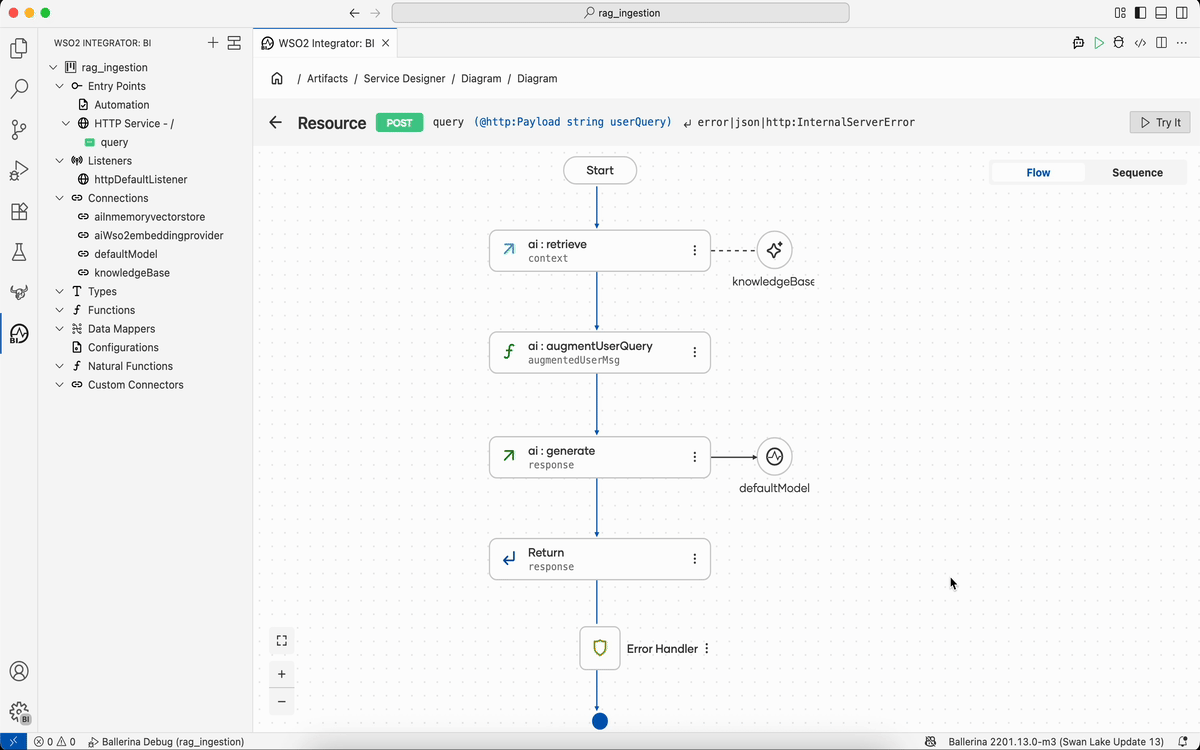 rag_ingestion
WSO2 INTEGRATOR: BI
WSO2 Integrator: BI
rag_ingestion
Entry Points
Automation
HTTP Service - /
query
Listeners
httpDefaultListener
Connections
aiInmemoryvectorstore
aiWso2embeddingprovider
defaultModel
knowledgeBase
Types
Functions
Data Mappers
Configurations
Natural Functions
Custom Connectors
/ Artifacts / Service Designer / Diagram / Diagram
Resource POST query (@http:Payload string userQuery) error|json|http:InternalServerError
Try It
Flow
Sequence
Start
ai : retrieve
context
knowledgeBase
ai : augmentUserQuery
augmentedUserMsg
ai : generate
response
defaultModel
Return
response
Error Handler
BI
BI
0 0 Ballerina Debug (rag_ingestion)
Ballerina 2201.13.0-m3 (Swan Lake Update 13)